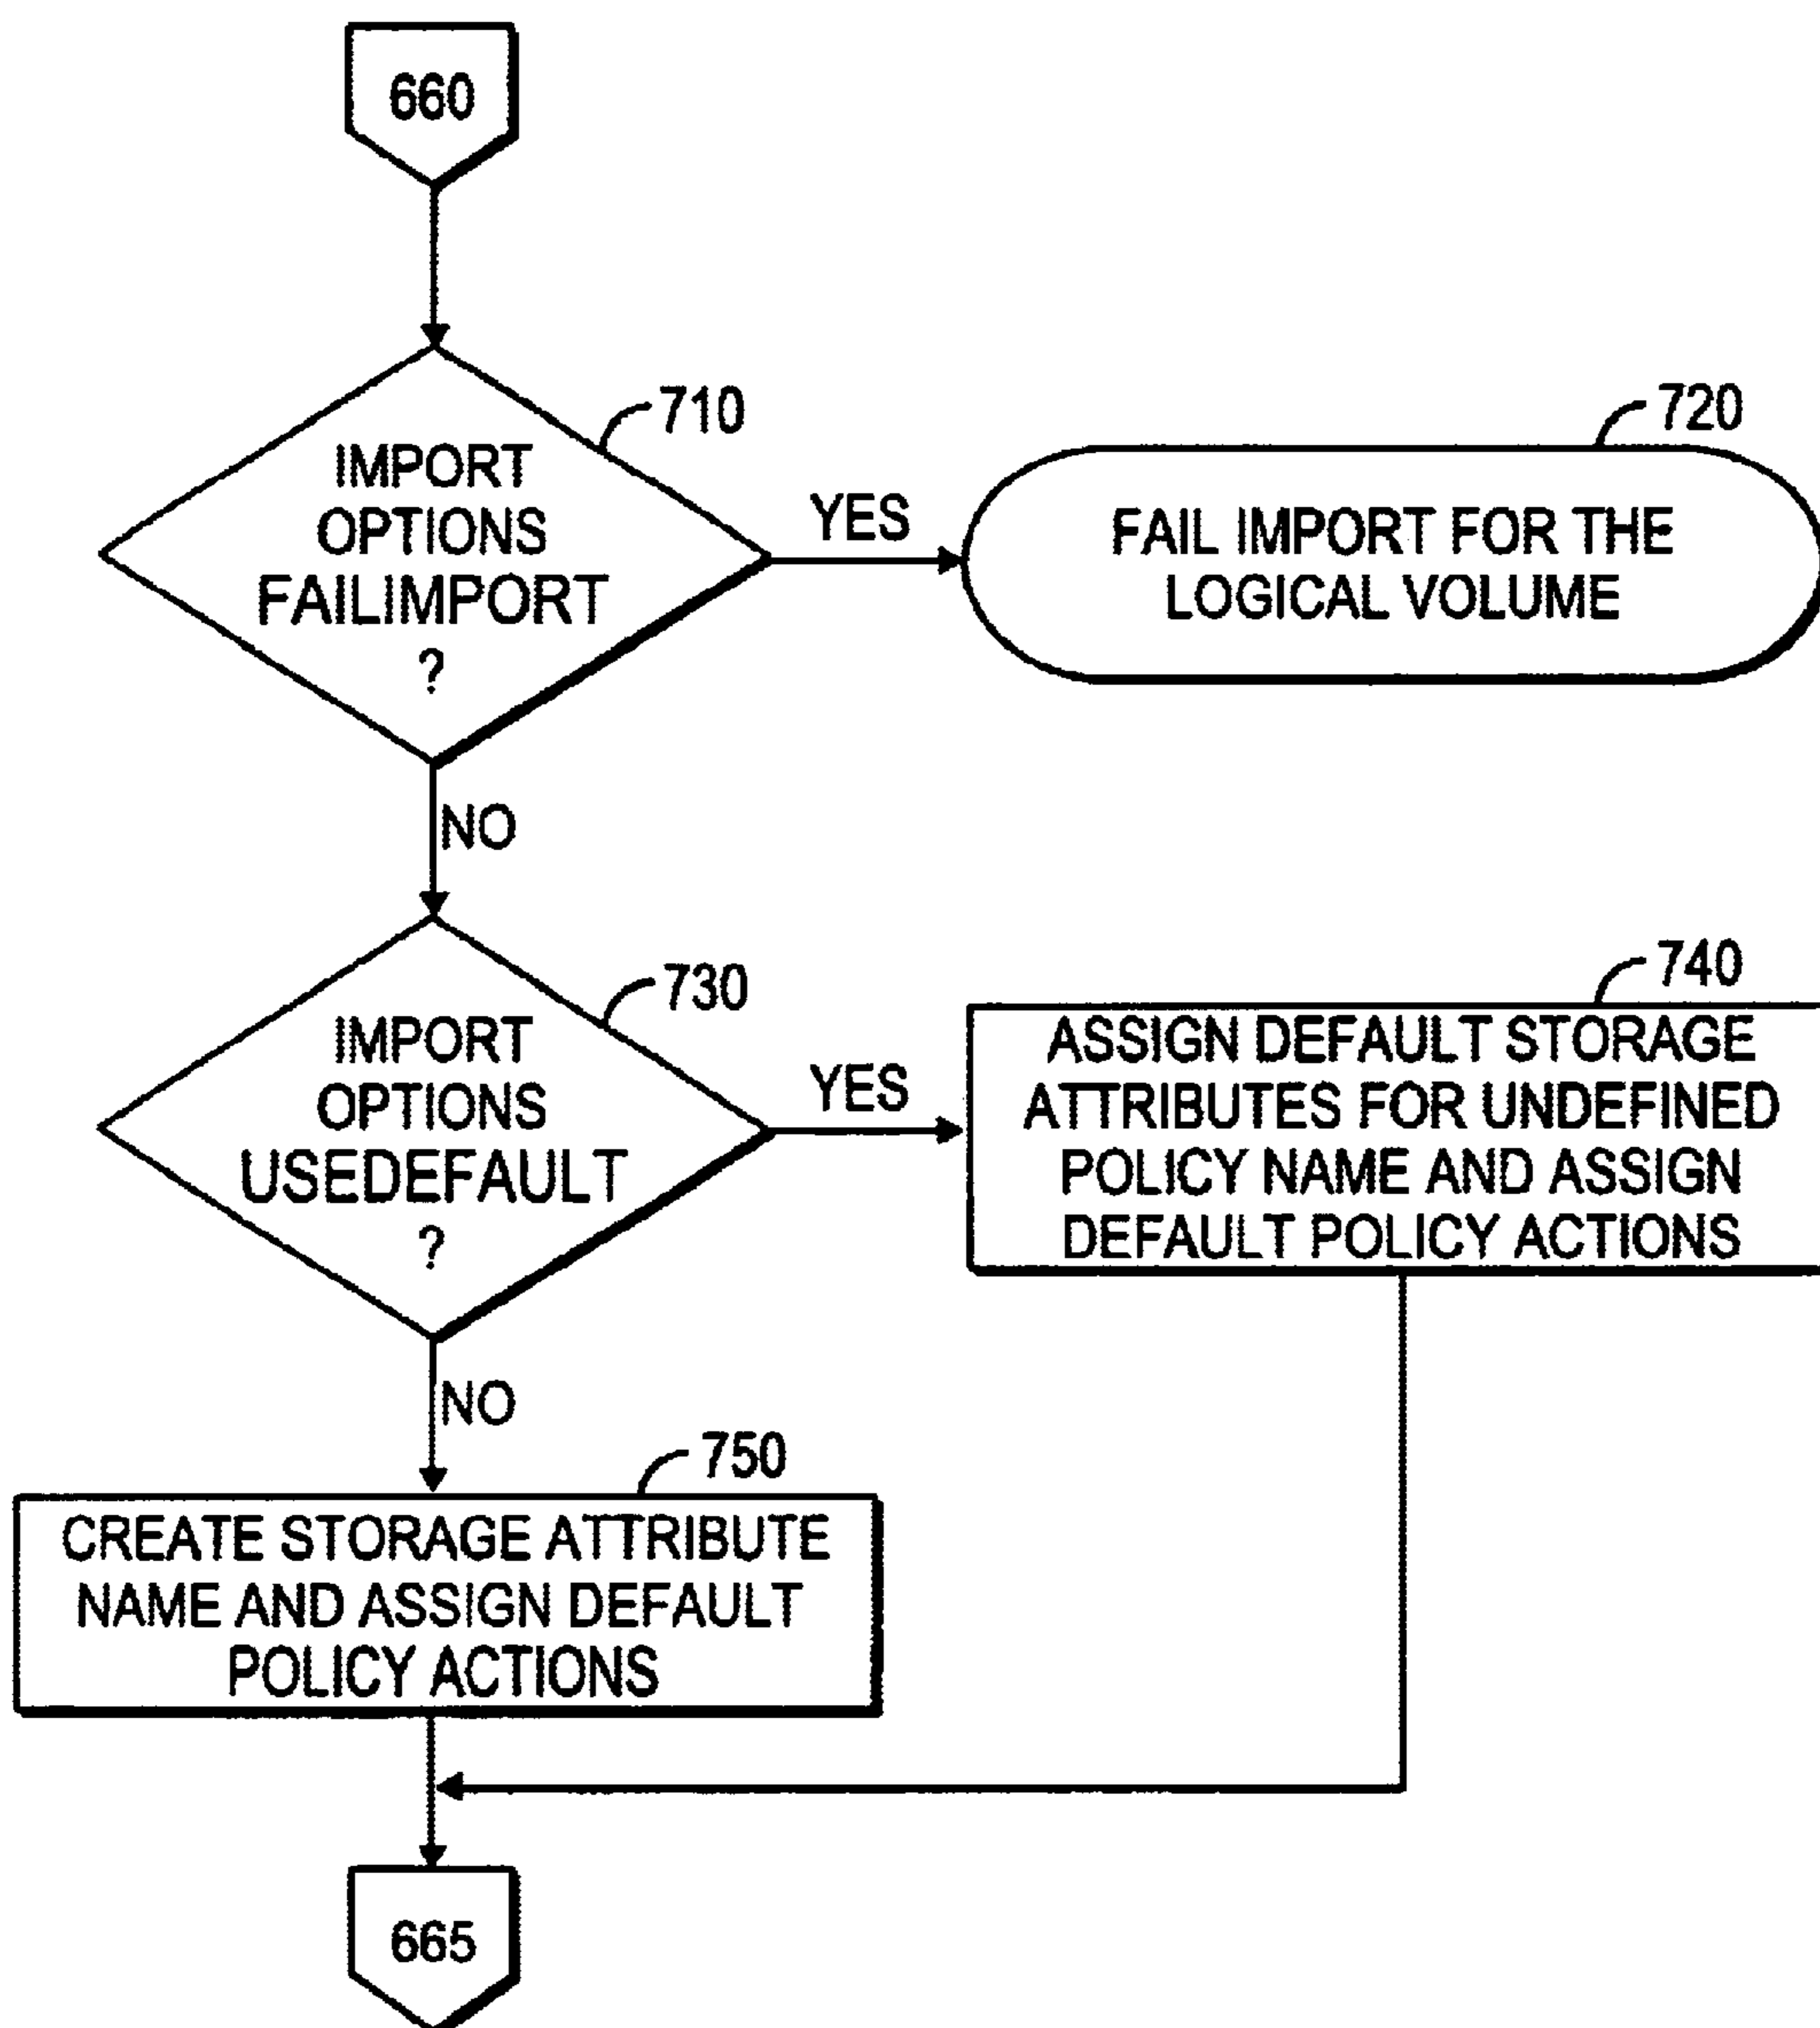 660
710
IMPORT
OPTIONS
FAILIMPORT
?
YES
720
FAIL IMPORT FOR THE
LOGICAL VOLUME
NO
730
IMPORT
OPTIONS
USEDEFAULT
?
YES
740
ASSIGN DEFAULT STORAGE
ATTRIBUTES FOR UNDEFINED
POLICY NAME AND ASSIGN
DEFAULT POLICY ACTIONS
NO
750
CREATE STORAGE ATTRIBUTE
NAME AND ASSIGN DEFAULT
POLICY ACTIONS
665